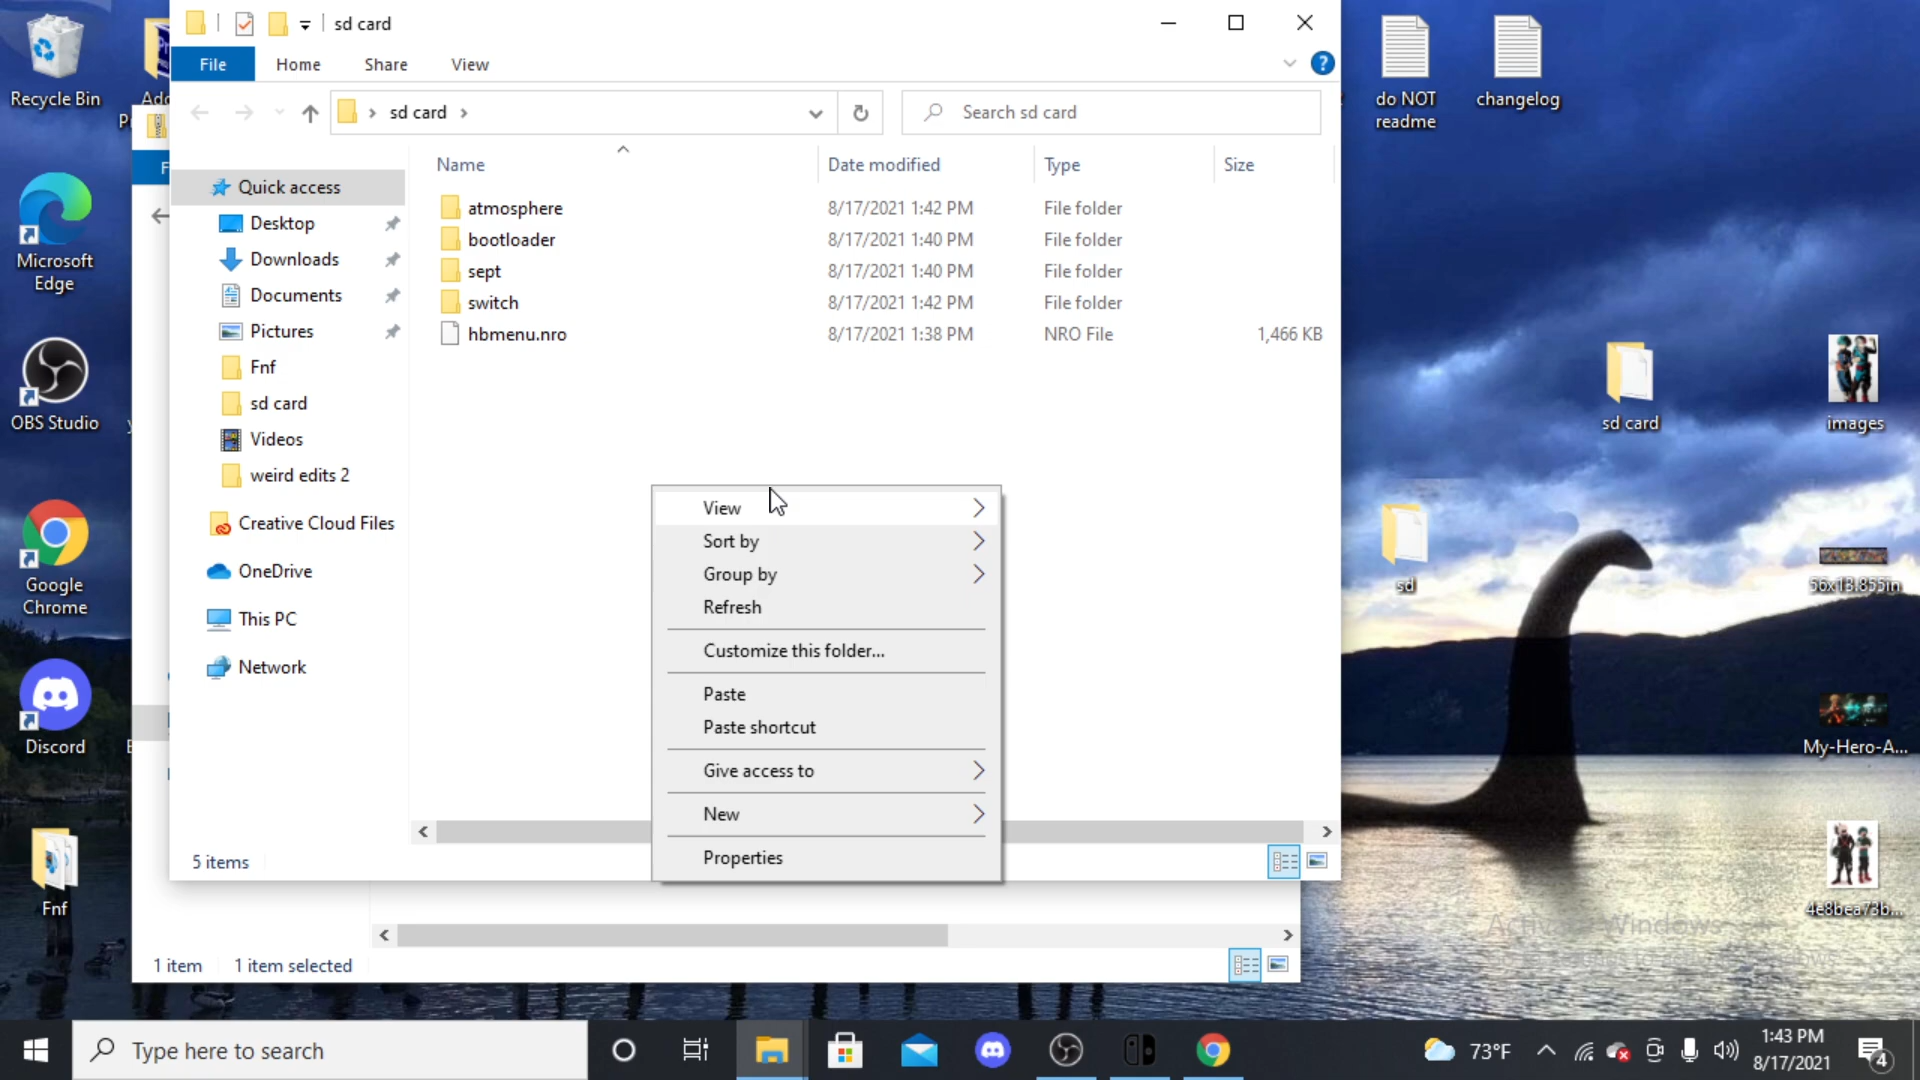 sd card
File
Home
Share
View
sd card
Search sd card
Name
Date modified
Type
Size
atmosphere
8/17/2021 1:42 PM
File folder
bootloader
8/17/2021 1:40 PM
File folder
sept
8/17/2021 1:40 PM
File folder
switch
8/17/2021 1:42 PM
File folder
hbmenu.nro
8/17/2021 1:38 PM
NRO File
1,466 KB
Quick access
Desktop
Downloads
Documents
Pictures
Fnf
sd card
Videos
weird edits 2
Creative Cloud Files
OneDrive
This PC
Network
5 items
View
Sort by
Group by
Refresh
Customize this folder...
Paste
Paste shortcut
Give access to
New
Properties
1 item
1 item selected
Recycle Bin
Microsoft
Edge
OBS Studio
Google
Chrome
Discord
Fnf
do NOT
readme
changelog
sd card
images
sd
56x13.855in
My-Hero-A...
4e8bea73b...
Type here to search
73°F
1:43 PM
8/17/2021
4